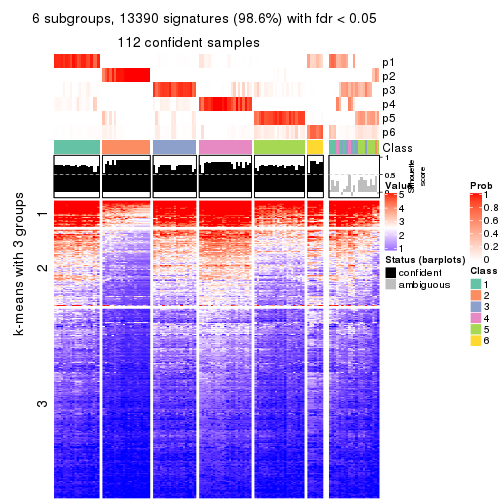 6 subgroups, 13390 signatures (98.6%) with fdr < 0.05
112 confident samples
p1
p2
p3
p4
p5
p6
Class
1
0.5
0
Silhouette
score
k-means with 3 groups
1
2
3
Value
5
4
3
2
1
Status (barplots)
confident
ambiguous
Prob
1
0.8
0.6
0.4
0.2
0
Class
1
2
3
4
5
6